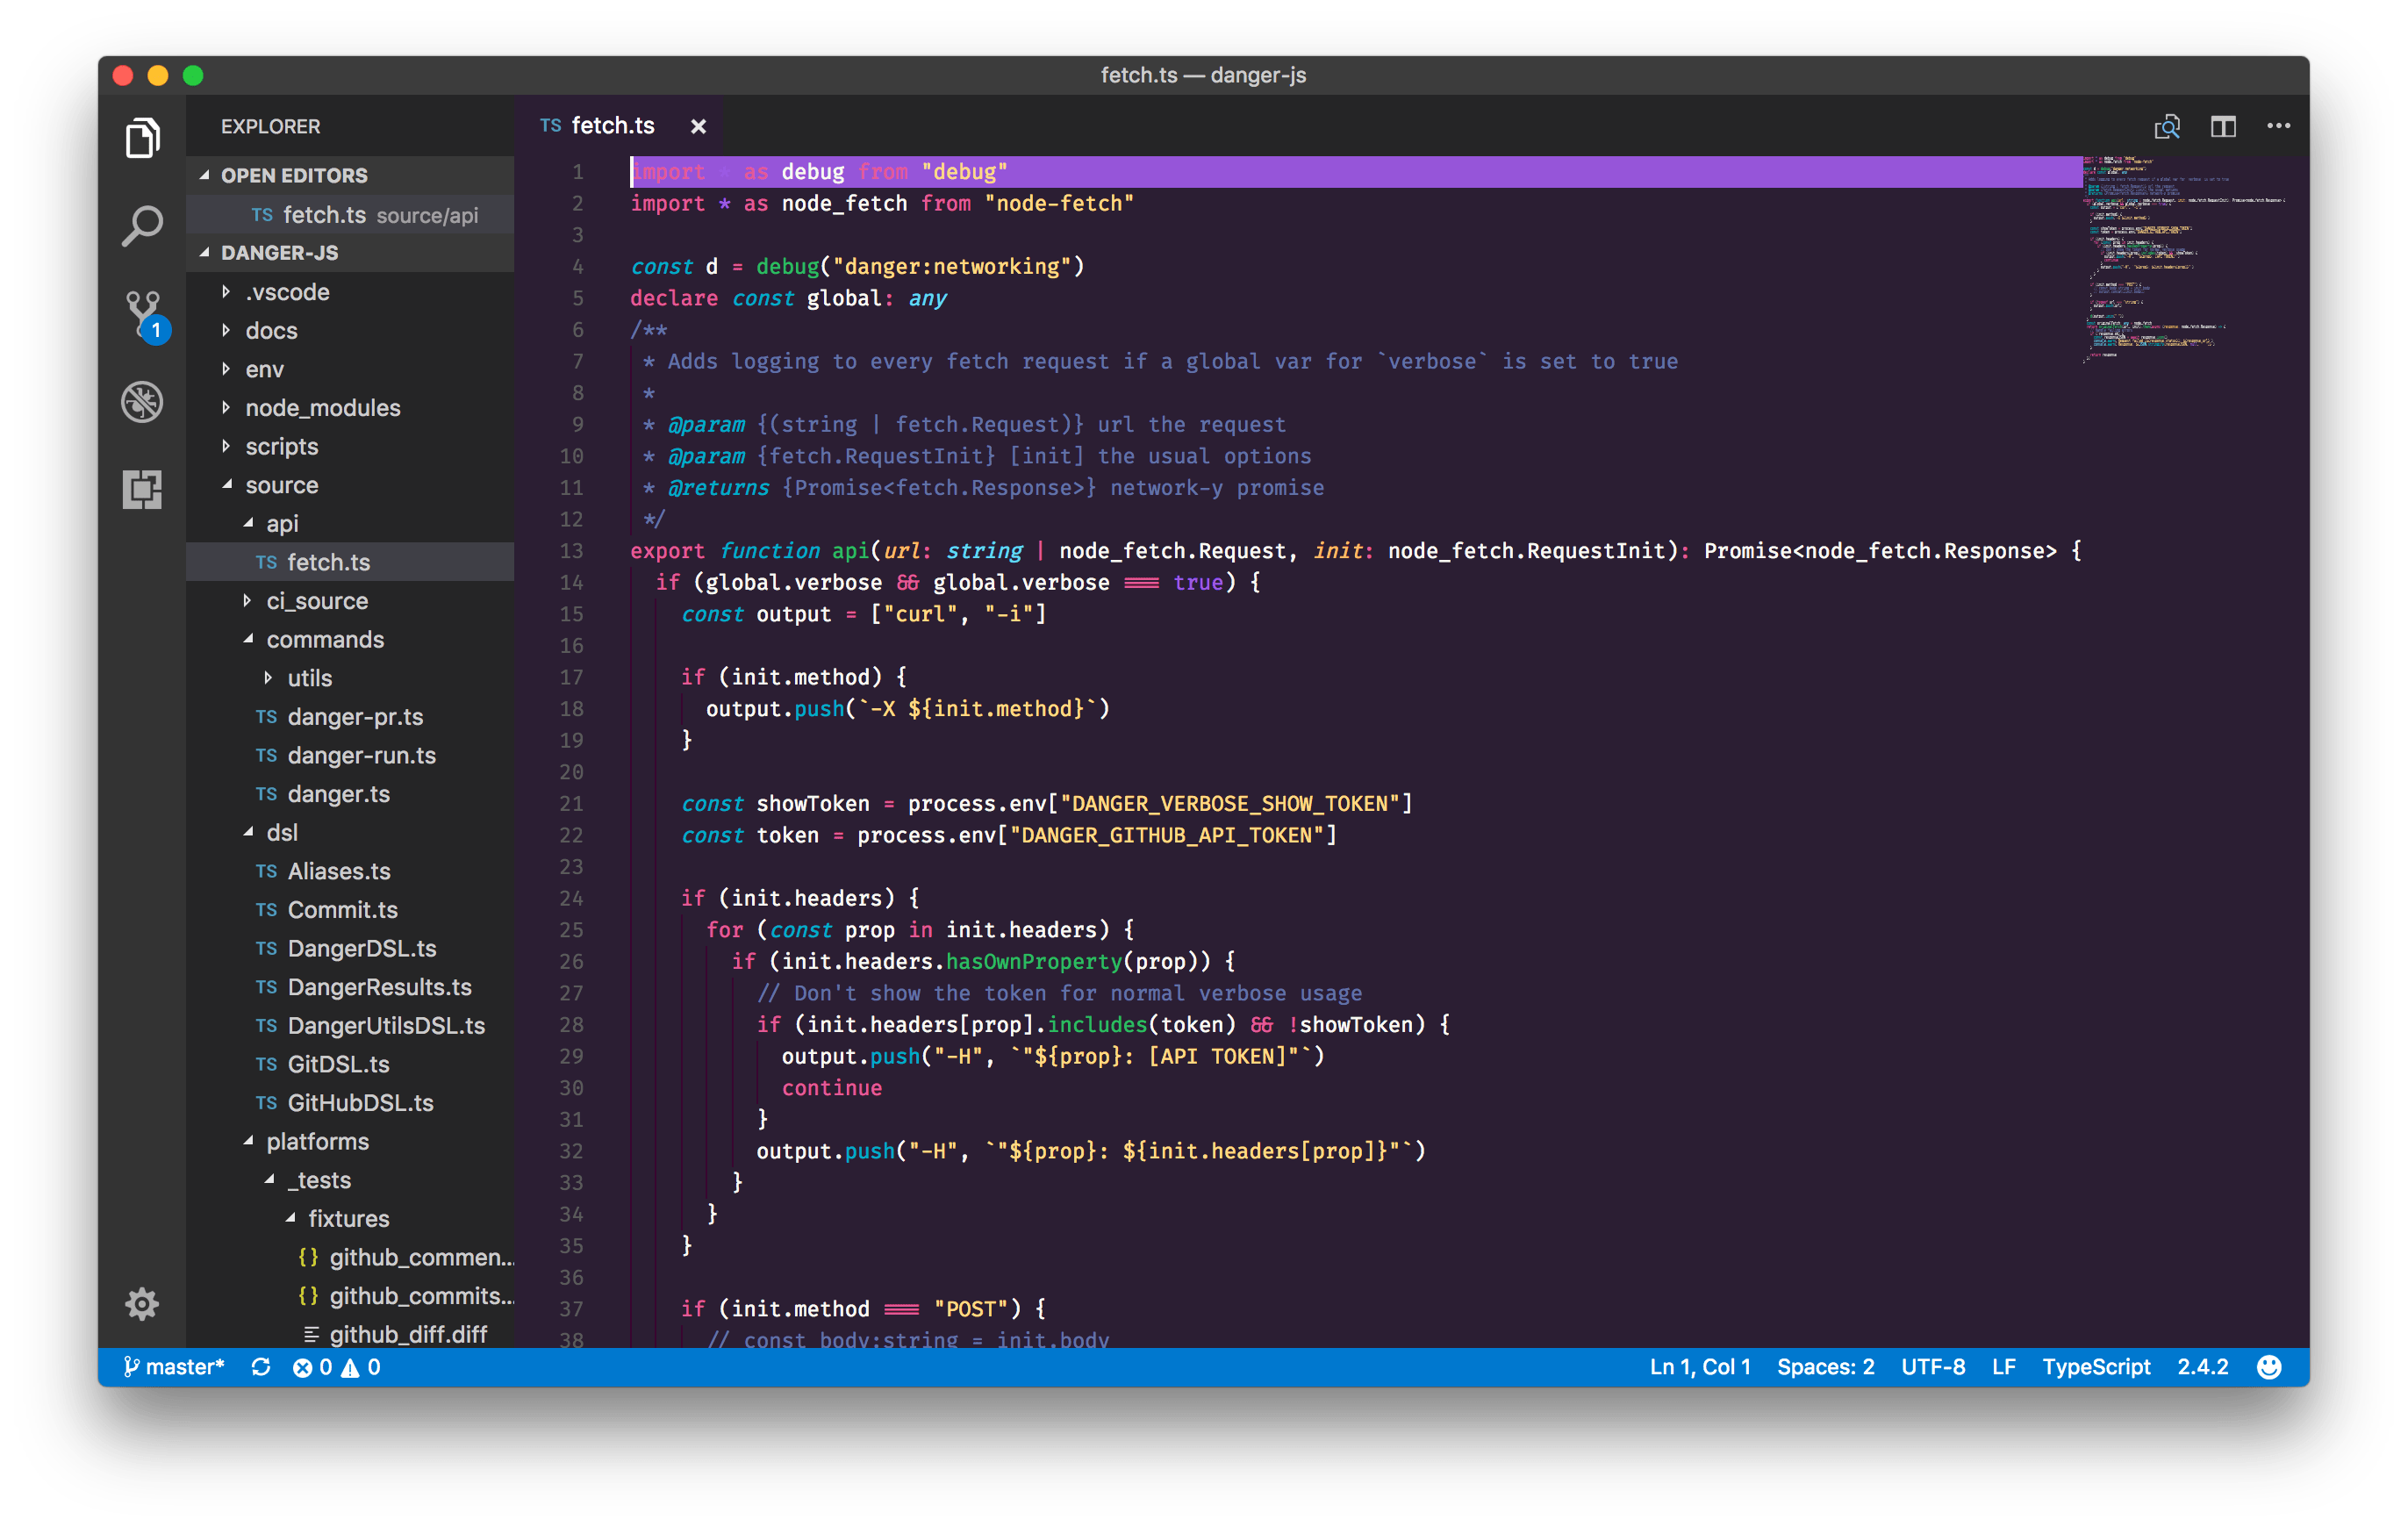 fetch.ts — danger-js
EXPLORER
OPEN EDITORS
TS fetch.ts source/api
DANGER-JS
.vscode
docs
env
node_modules
scripts
source
api
TS fetch.ts
ci_source
commands
utils
TS danger-pr.ts
TS danger-run.ts
TS danger.ts
dsl
TS Aliases.ts
TS Commit.ts
TS DangerDSL.ts
TS DangerResults.ts
TS DangerUtilsDSL.ts
TS GitDSL.ts
TS GitHubDSL.ts
platforms
_tests
fixtures
{} github_commen...
{} github_commits...
github_diff.diff
1
TS fetch.ts ×
1 import * as debug from "debug"
2 import * as node_fetch from "node-fetch"
3
4 const d = debug("danger:networking")
5 declare const global: any
6 /**
7 * Adds logging to every fetch request if a global var for `verbose` is set to true
8 *
9 * @param {(string | fetch.Request)} url the request
10 * @param {fetch.RequestInit} [init] the usual options
11 * @returns {Promise<fetch.Response>} network-y promise
12 */
13 export function api(url: string | node_fetch.Request, init: node_fetch.RequestInit): Promise<node_fetch.Response> {
14 if (global.verbose && global.verbose === true) {
15 const output = ["curl", "-i"]
16
17 if (init.method) {
18 output.push(`-X ${init.method}`)
19 }
20
21 const showToken = process.env["DANGER_VERBOSE_SHOW_TOKEN"]
22 const token = process.env["DANGER_GITHUB_API_TOKEN"]
23
24 if (init.headers) {
25 for (const prop in init.headers) {
26 if (init.headers.hasOwnProperty(prop)) {
27 // Don't show the token for normal verbose usage
28 if (init.headers[prop].includes(token) && !showToken) {
29 output.push("-H", `"${prop}: [API TOKEN]"`)
30 continue
31 }
32 output.push("-H", `"${prop}: ${init.headers[prop]}"`)
33 }
34 }
35 }
36
37 if (init.method === "POST") {
38 // const body:string = init.body
master* 0 0
Ln 1, Col 1 Spaces: 2 UTF-8 LF TypeScript 2.4.2